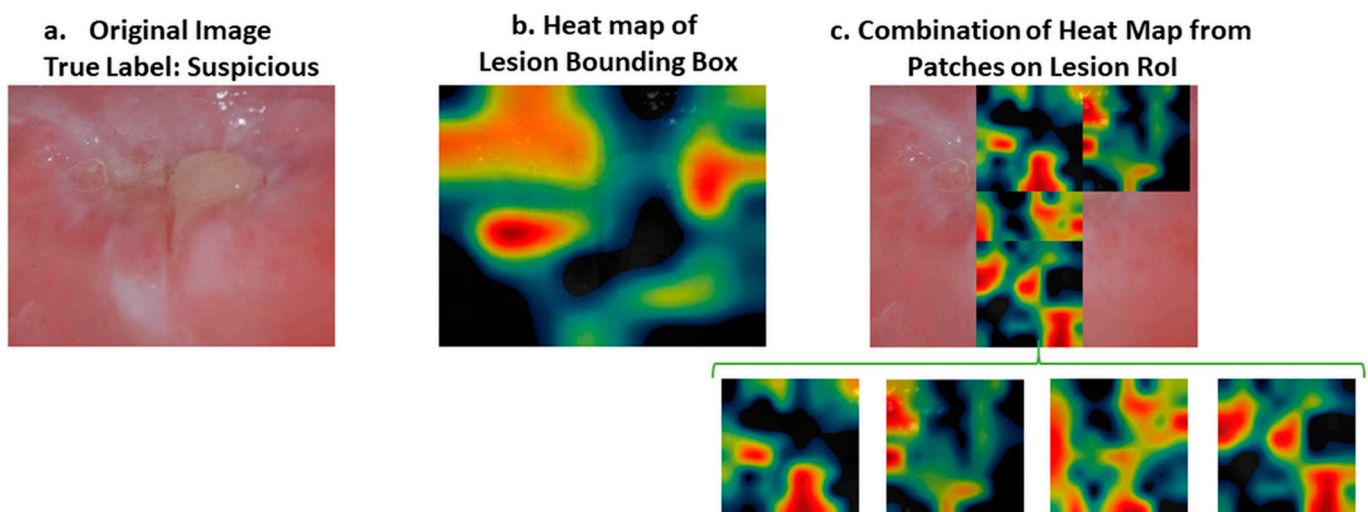 a. Original Image
True Label: Suspicious
b. Heat map of
Lesion Bounding Box
c. Combination of Heat Map from
Patches on Lesion RoI